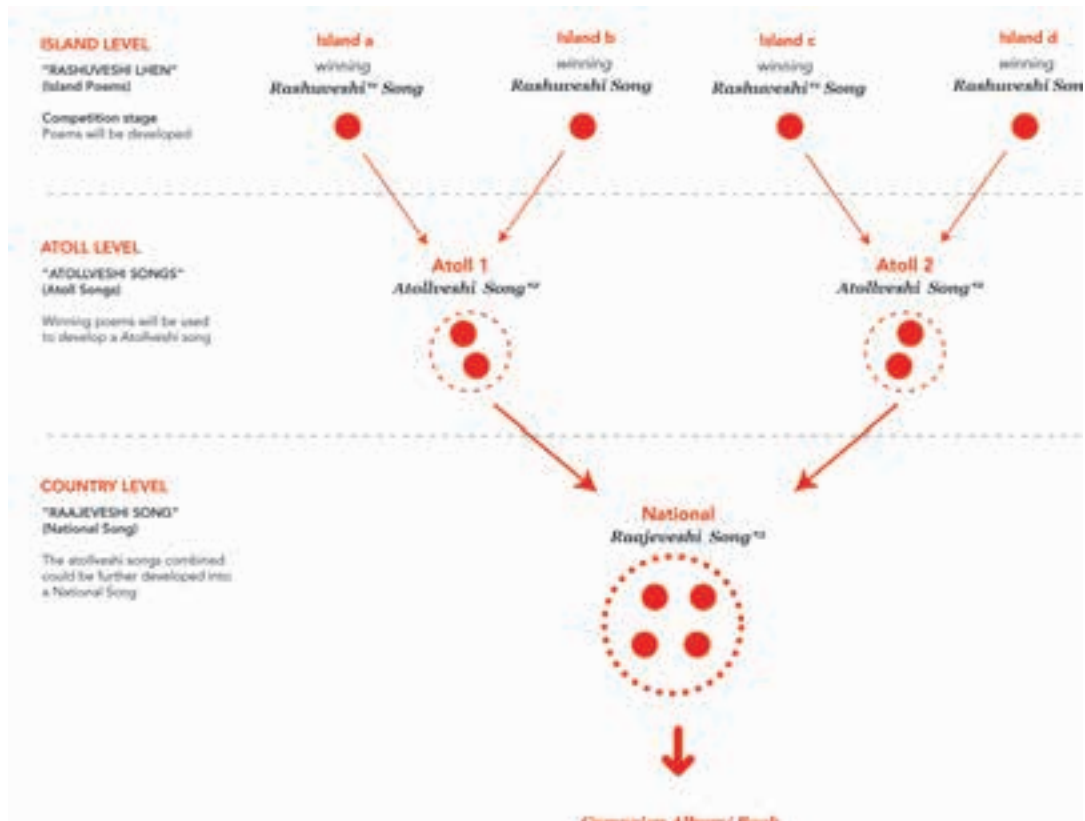 ISLAND LEVEL
"RASHUVESHI LHEN"
(Island Poems)
Competition stage
Poems will be developed
Island a
winning
Rashuveshi Song
Island b
winning
Rashuveshi Song
Island c
winning
Rashuveshi Song
Island d
winning
Rashuveshi Son
ATOLL LEVEL
"ATOLLVESHI SONGS"
(Atoll Songs)
Winning poems will be used
to develop a Atollveshi song
Atoll 1
Atollveshi Song
Atoll 2
Atollveshi Song
COUNTRY LEVEL
"RAAJEVESHI SONG"
(National Song)
The atollveshi songs combined
could be further developed into
a National Song
National
Raajeveshi Song